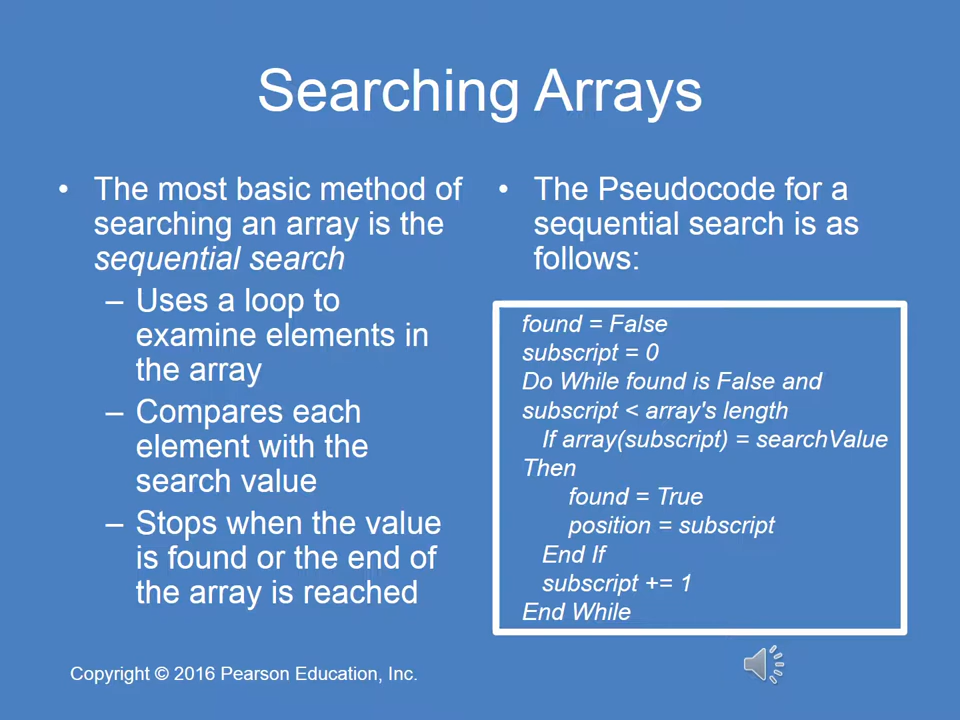 Searching Arrays
• The most basic method of
searching an array is the
sequential search
– Uses a loop to
examine elements in
the array
– Compares each
element with the
search value
– Stops when the value
is found or the end of
the array is reached
• The Pseudocode for a
sequential search is as
follows:
found = False
subscript = 0
Do While found is False and
subscript < array's length
If array(subscript) = searchValue
Then
found = True
position = subscript
End If
subscript += 1
End While
Copyright © 2016 Pearson Education, Inc.